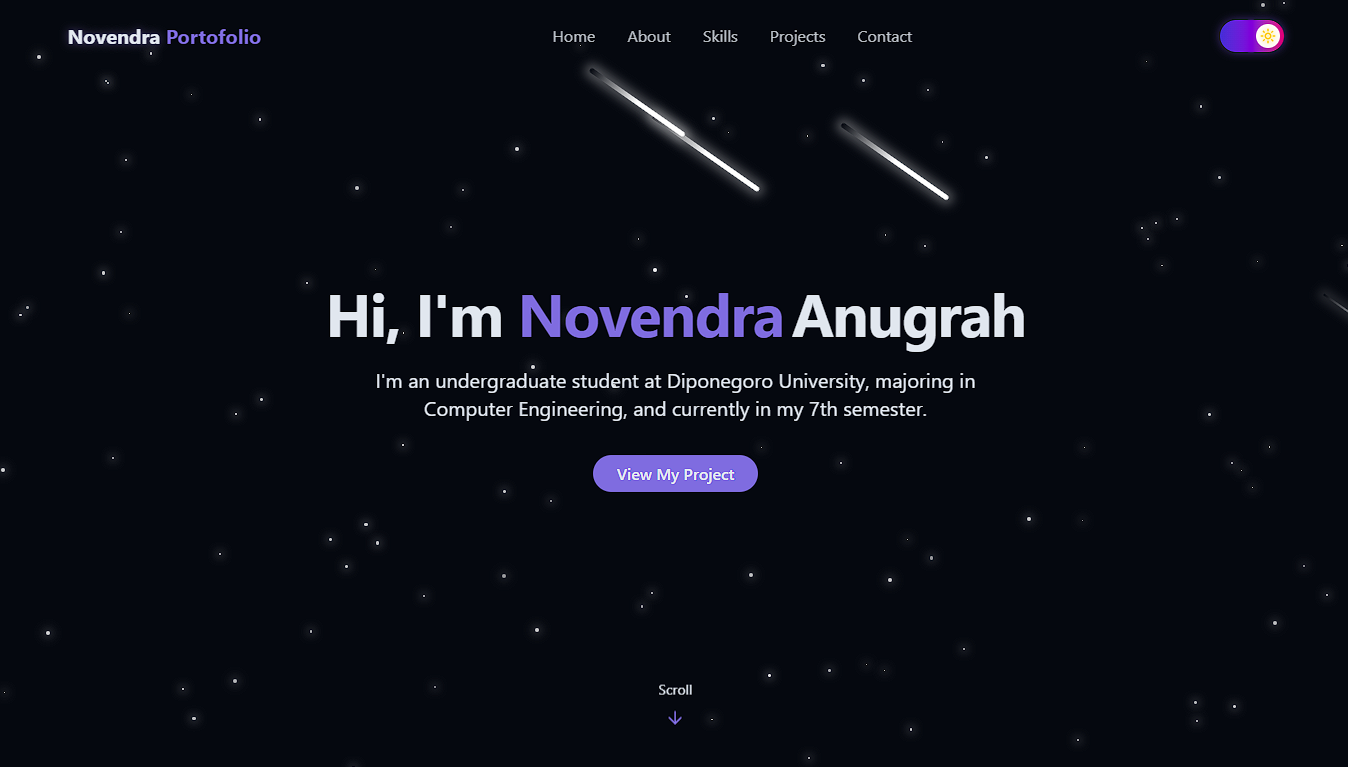 Novendra Portofolio
Home About Skills Projects Contact
Hi, I'm Novendra Anugrah
I'm an undergraduate student at Diponegoro University, majoring in
Computer Engineering, and currently in my 7th semester.
View My Project
Scroll